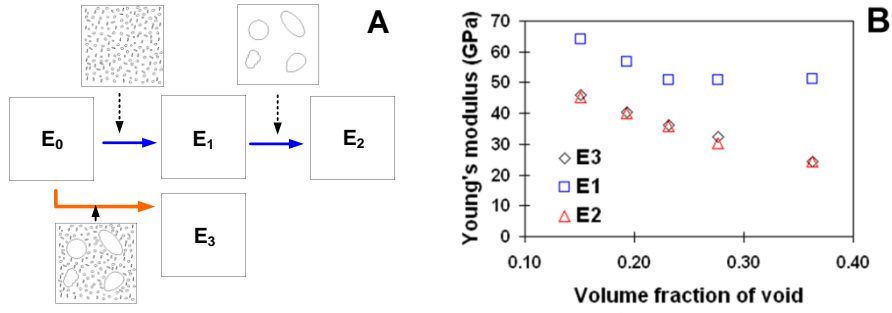 A
E0
E1
E2
E3
B
Young's modulus (GPa)
70
60
50
40
30
20
10
0
E3
E1
E2
0.10
0.20
0.30
0.40
Volume fraction of void